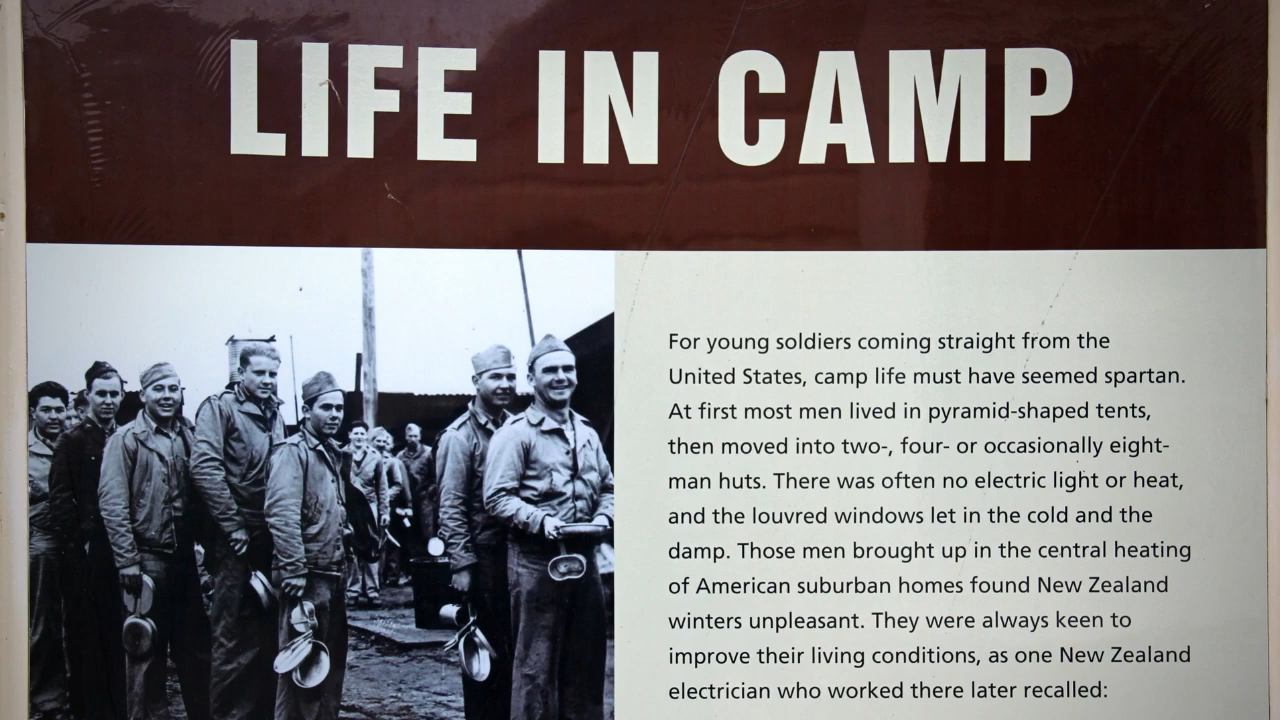 LIFE IN CAMP
For young soldiers coming straight from the
United States, camp life must have seemed spartan.
At first most men lived in pyramid-shaped tents,
then moved into two-, four- or occasionally eight-
man huts. There was often no electric light or heat,
and the louvred windows let in the cold and the
damp. Those men brought up in the central heating
of American suburban homes found New Zealand
winters unpleasant. They were always keen to
improve their living conditions, as one New Zealand
electrician who worked there later recalled: